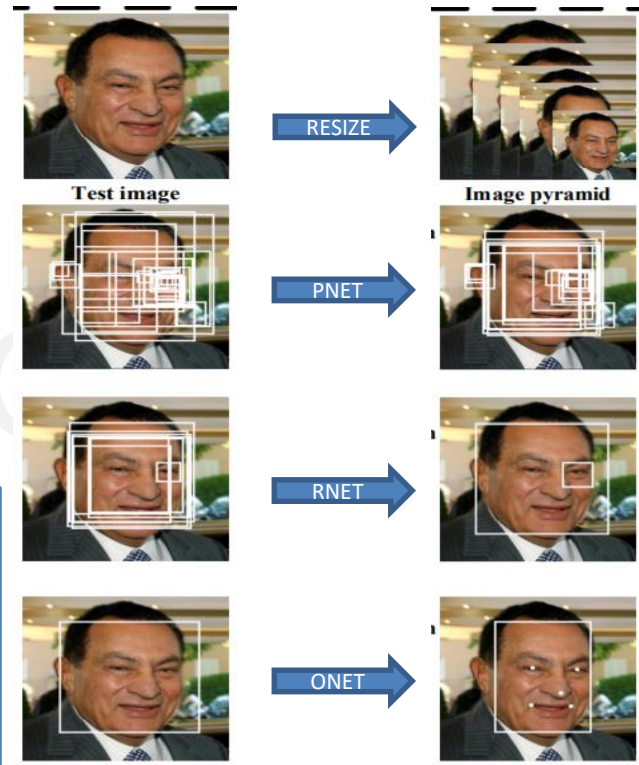 RESIZE
Test image
Image pyramid
PNET
RNET
ONET